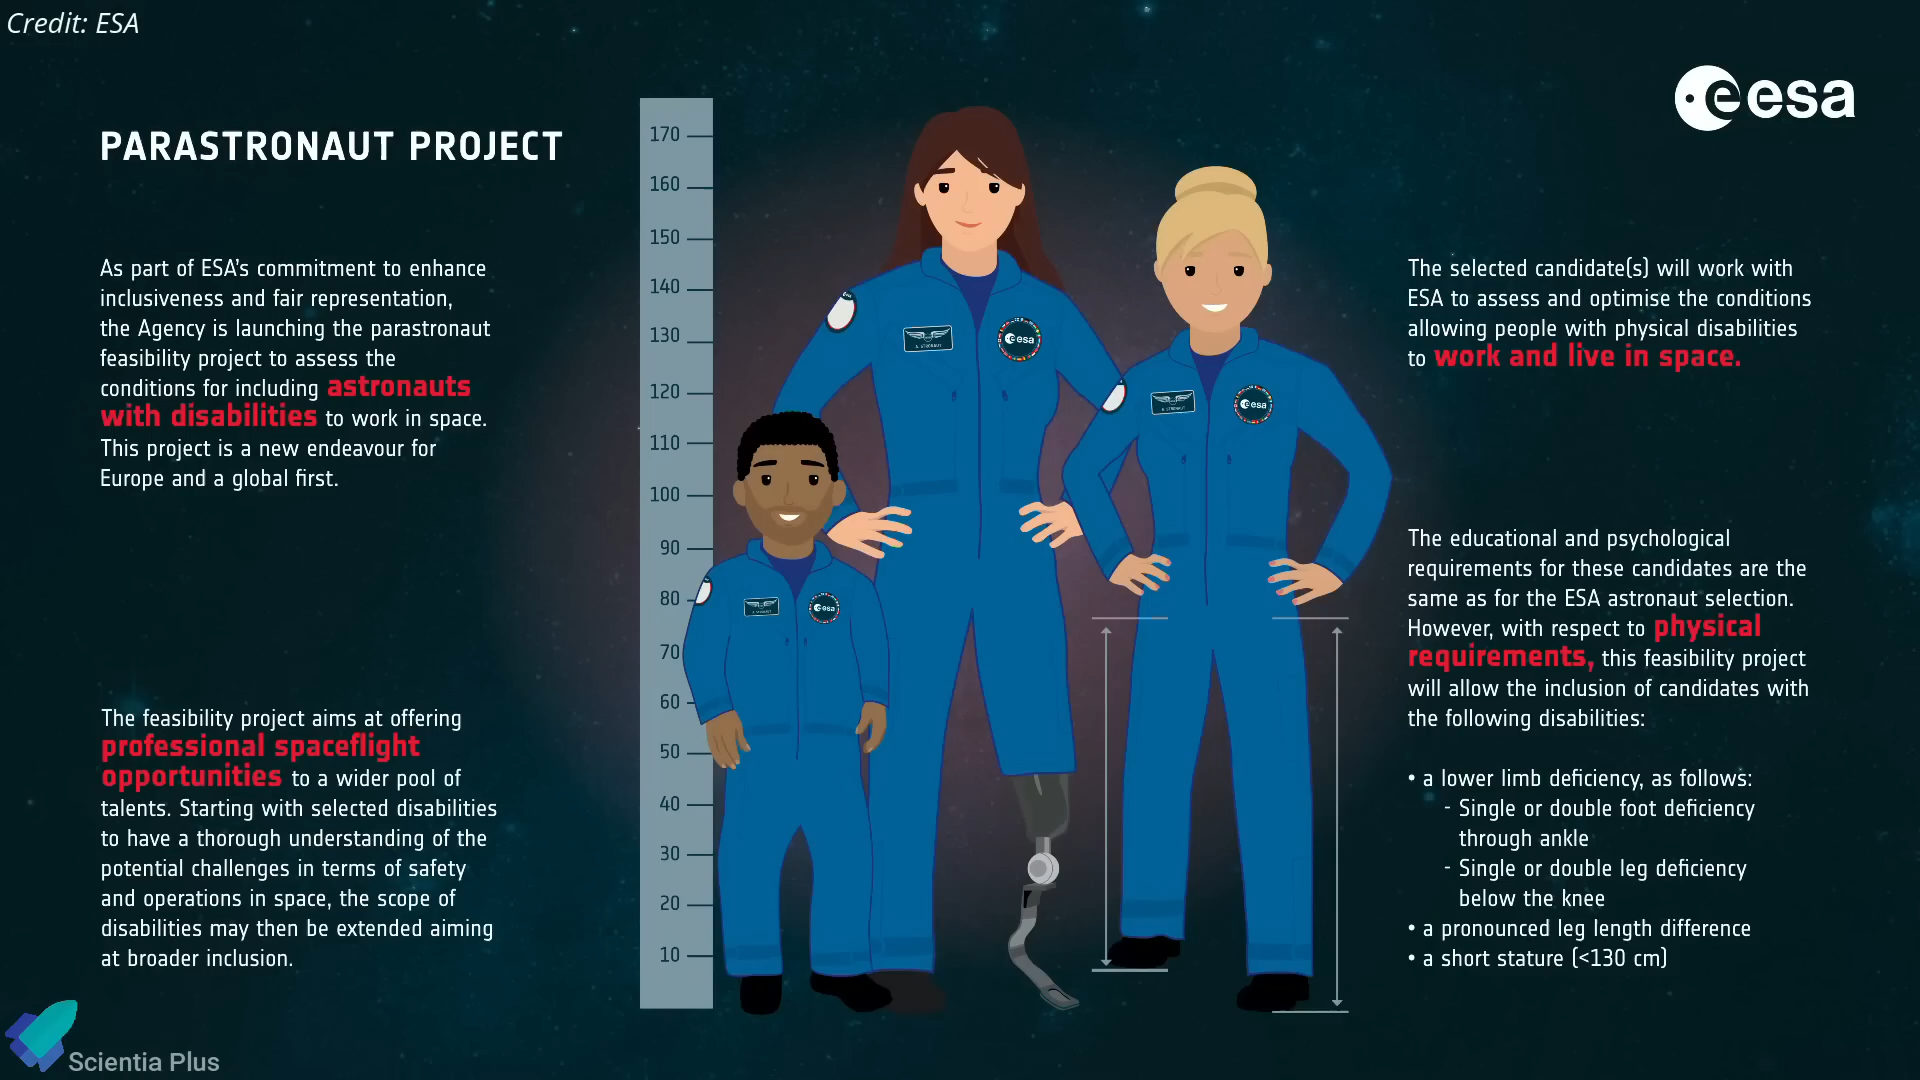 Credit: ESA
esa
PARASTRONAUT PROJECT
As part of ESA's commitment to enhance
inclusiveness and fair representation,
the Agency is launching the parastronaut
feasibility project to assess the
conditions for including astronauts
with disabilities to work in space.
This project is a new endeavour for
Europe and a global first.
The feasibility project aims at offering
professional spaceflight
opportunities to a wider pool of
talents. Starting with selected disabilities
to have a thorough understanding of the
potential challenges in terms of safety
and operations in space, the scope of
disabilities may then be extended aiming
at broader inclusion.
170
160
150
140
130
120
110
100
90
80
70
60
50
40
30
20
10
esa
A. STRONAUT
esa
A. STRONAUT
esa
A. STRONAUT
The selected candidate(s) will work with
ESA to assess and optimise the conditions
allowing people with physical disabilities
to work and live in space.
The educational and psychological
requirements for these candidates are the
same as for the ESA astronaut selection.
However, with respect to physical
requirements, this feasibility project
will allow the inclusion of candidates with
the following disabilities:
• a lower limb deficiency, as follows:
- Single or double foot deficiency
through ankle
- Single or double leg deficiency
below the knee
• a pronounced leg length difference
• a short stature (<130 cm)
Scientia Plus